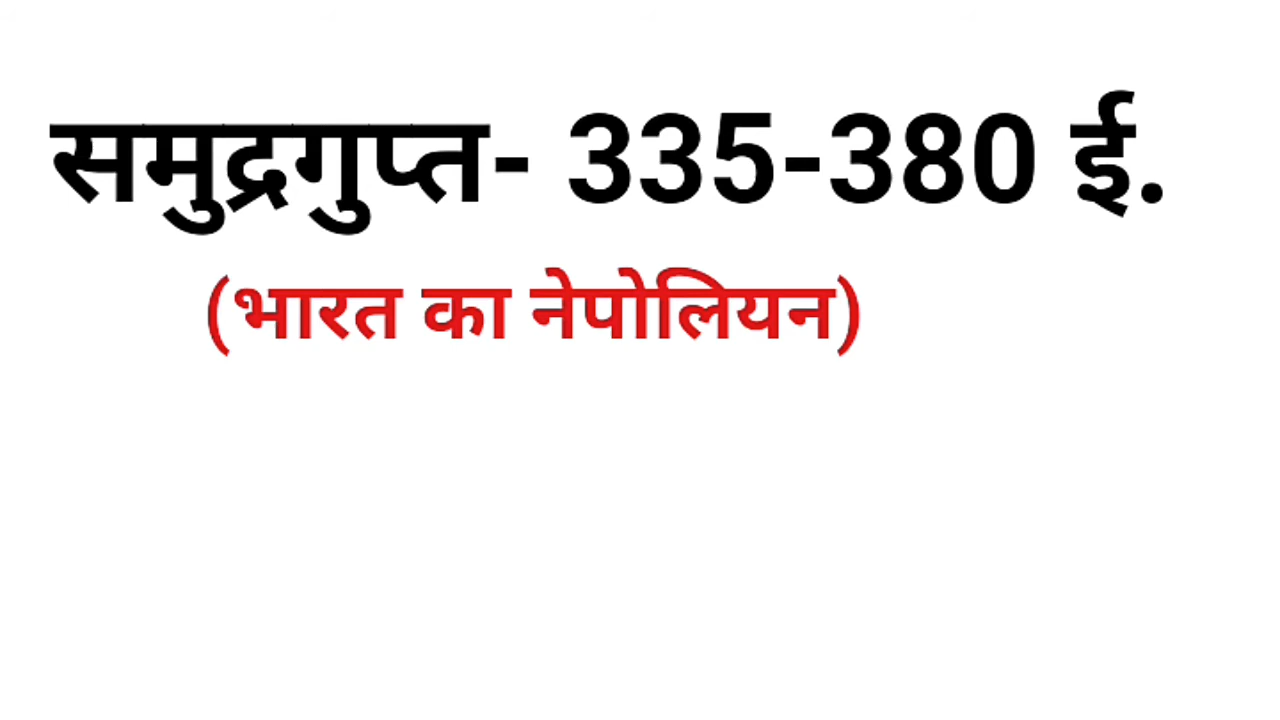 समुद्रगुप्त- 335-380 ई.
(भारत का नेपोलियन)